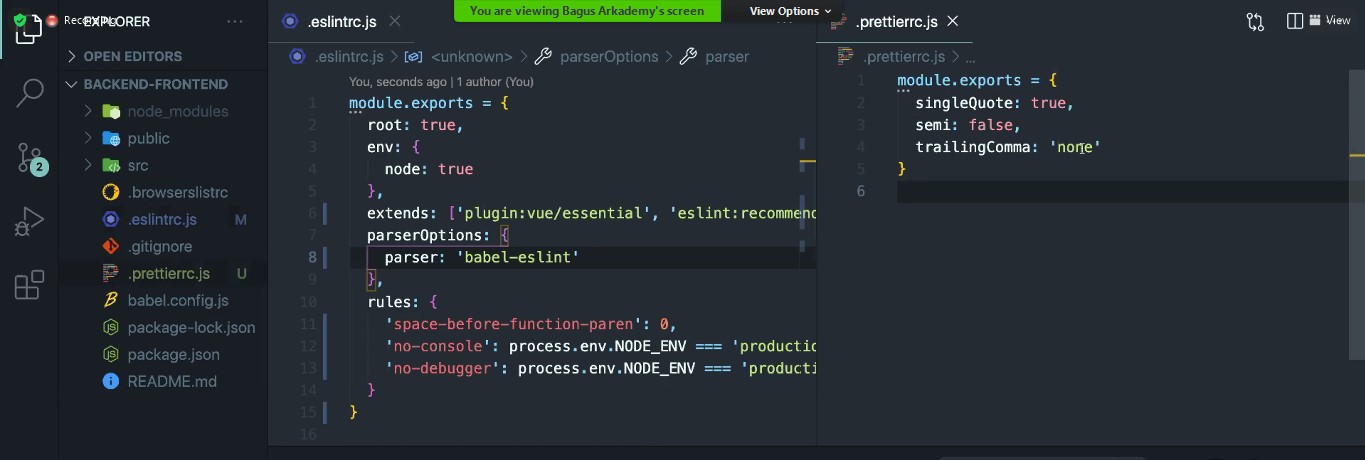 You are viewing Bagus Arkademy's screen
View Options
EXPLORER
OPEN EDITORS
BACKEND-FRONTEND
node_modules
public
src
.browserslistrc
.eslintrc.js M
.gitignore
.prettierrc.js U
babel.config.js
package-lock.json
package.json
README.md
2
.eslintrc.js
.eslintrc.js > <unknown> > parserOptions > parser
You, seconds ago | 1 author (You)
1 module.exports = {
2 root: true,
3 env: {
4 node: true
5 },
6 extends: ['plugin:vue/essential', 'eslint:recommend
7 parserOptions: {
8 parser: 'babel-eslint'
9 },
10 rules: {
11 'space-before-function-paren': 0,
12 'no-console': process.env.NODE_ENV === 'productio
13 'no-debugger': process.env.NODE_ENV === 'producti
14 }
15 }
16
.prettierrc.js
View
.prettierrc.js > ...
1 module.exports = {
2 singleQuote: true,
3 semi: false,
4 trailingComma: 'none'
5 }
6